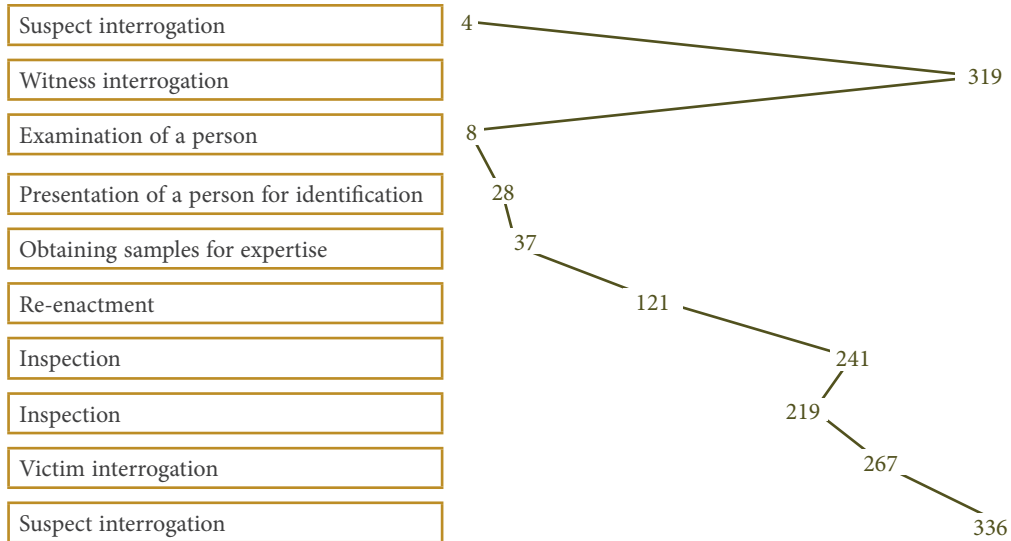 Suspect interrogation 4
Witness interrogation 319
Examination of a person 8
Presentation of a person for identification 28
Obtaining samples for expertise 37
Re-enactment 121
Inspection 241
Inspection 219
Victim interrogation 267
Suspect interrogation 336